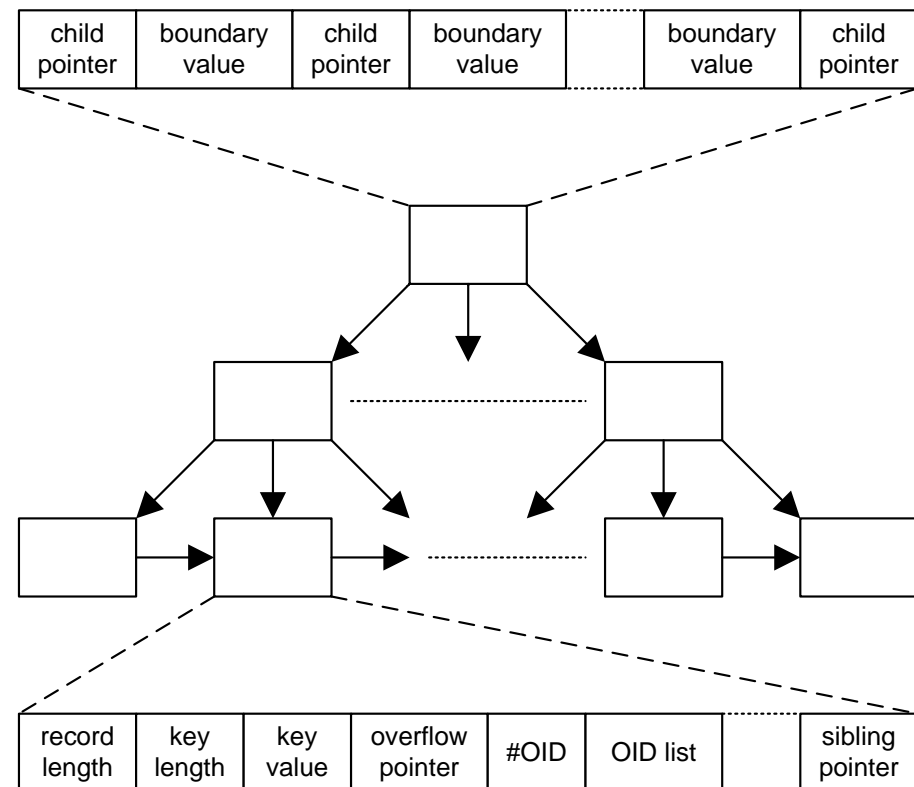 child boundary child boundary boundary child
pointer value pointer value value pointer
record key key overflow #OID OID list sibling
length length value pointer pointer